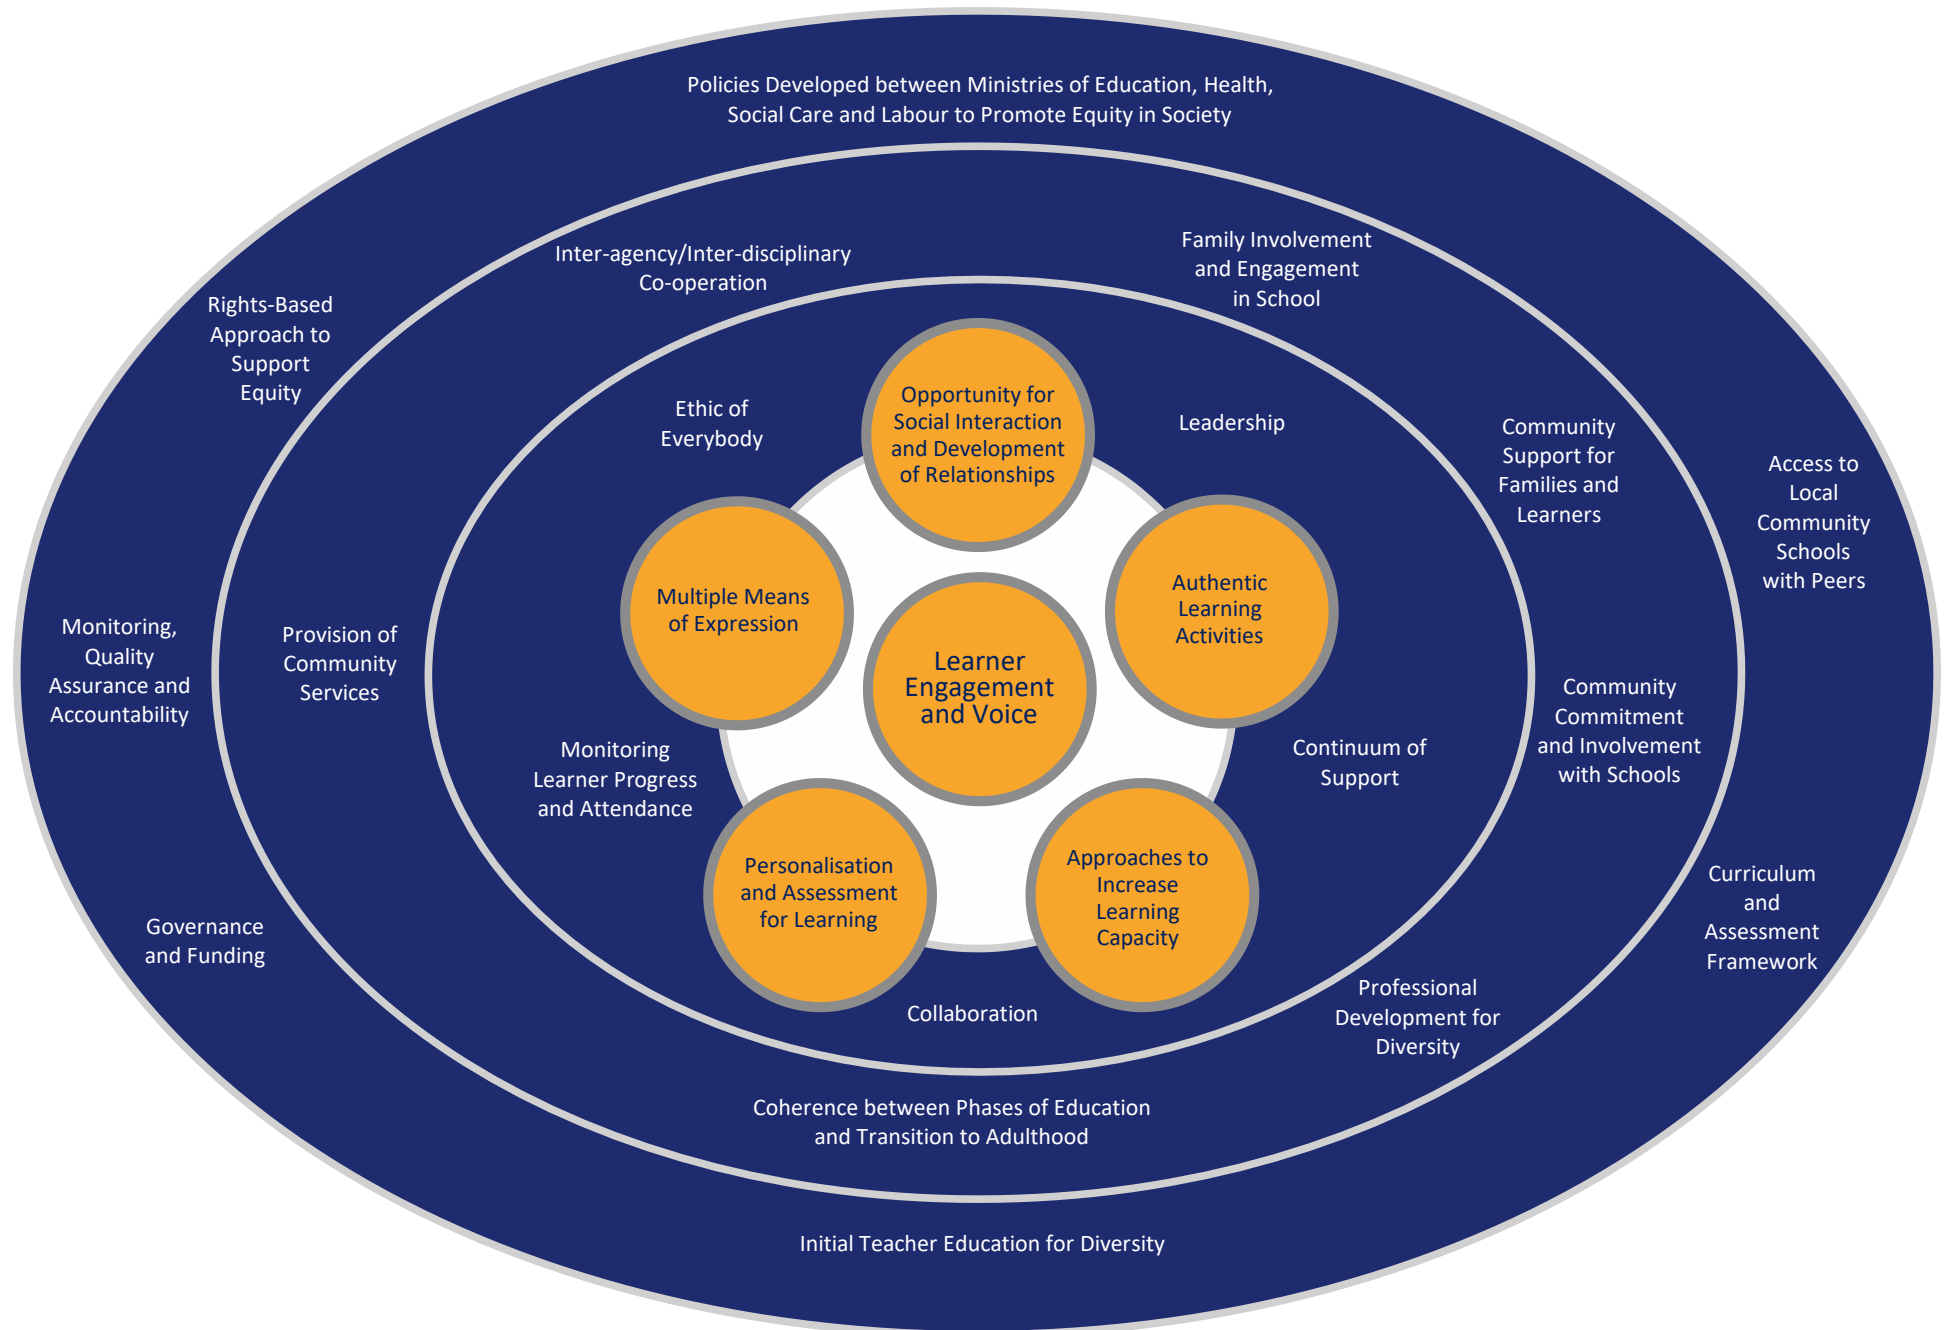 Policies Developed between Ministries of Education, Health,
Social Care and Labour to Promote Equity in Society
Inter-agency/Inter-disciplinary
Co-operation
Family Involvement
and Engagement
in School
Rights-Based
Approach to
Support
Equity
Ethic of
Everybody
Opportunity for
Social Interaction
and Development
of Relationships
Leadership
Community
Support for
Families and
Learners
Access to
Local
Community
Schools
with Peers
Multiple Means
of Expression
Authentic
Learning
Activities
Monitoring,
Quality
Assurance and
Accountability
Provision of
Community
Services
Learner
Engagement
and Voice
Community
Commitment
and Involvement
with Schools
Monitoring
Learner Progress
and Attendance
Continuum of
Support
Personalisation
and Assessment
for Learning
Approaches to
Increase
Learning
Capacity
Curriculum
and
Assessment
Framework
Governance
and Funding
Collaboration
Professional
Development for
Diversity
Coherence between Phases of Education
and Transition to Adulthood
Initial Teacher Education for Diversity